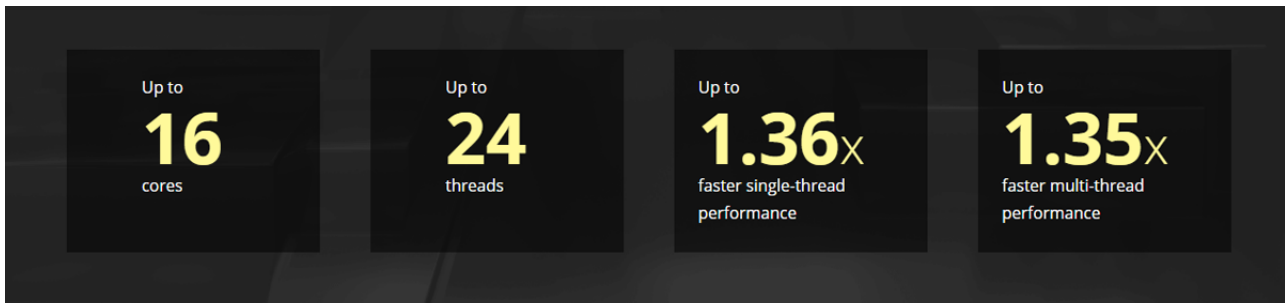 Up to
16
cores
Up to
24
threads
Up to
1.36x
faster single-thread
performance
Up to
1.35x
faster multi-thread
performance